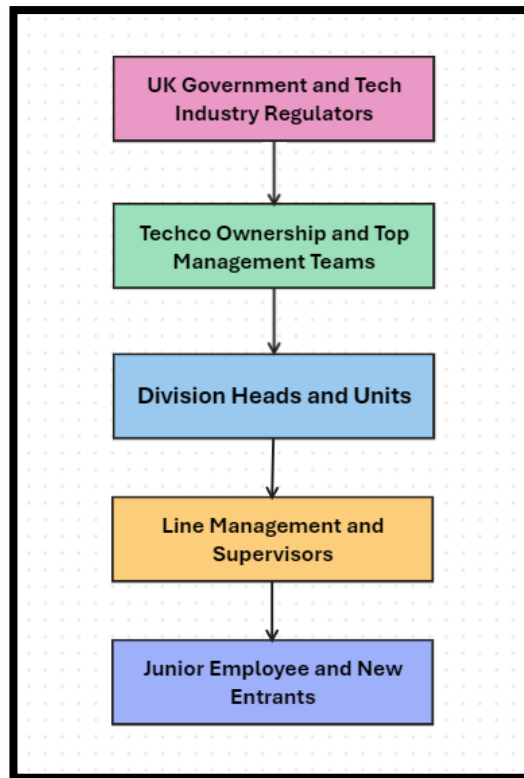 UK Government and Tech
Industry Regulators
Techco Ownership and Top
Management Teams
Division Heads and Units
Line Management and
Supervisors
Junior Employee and New
Entrants